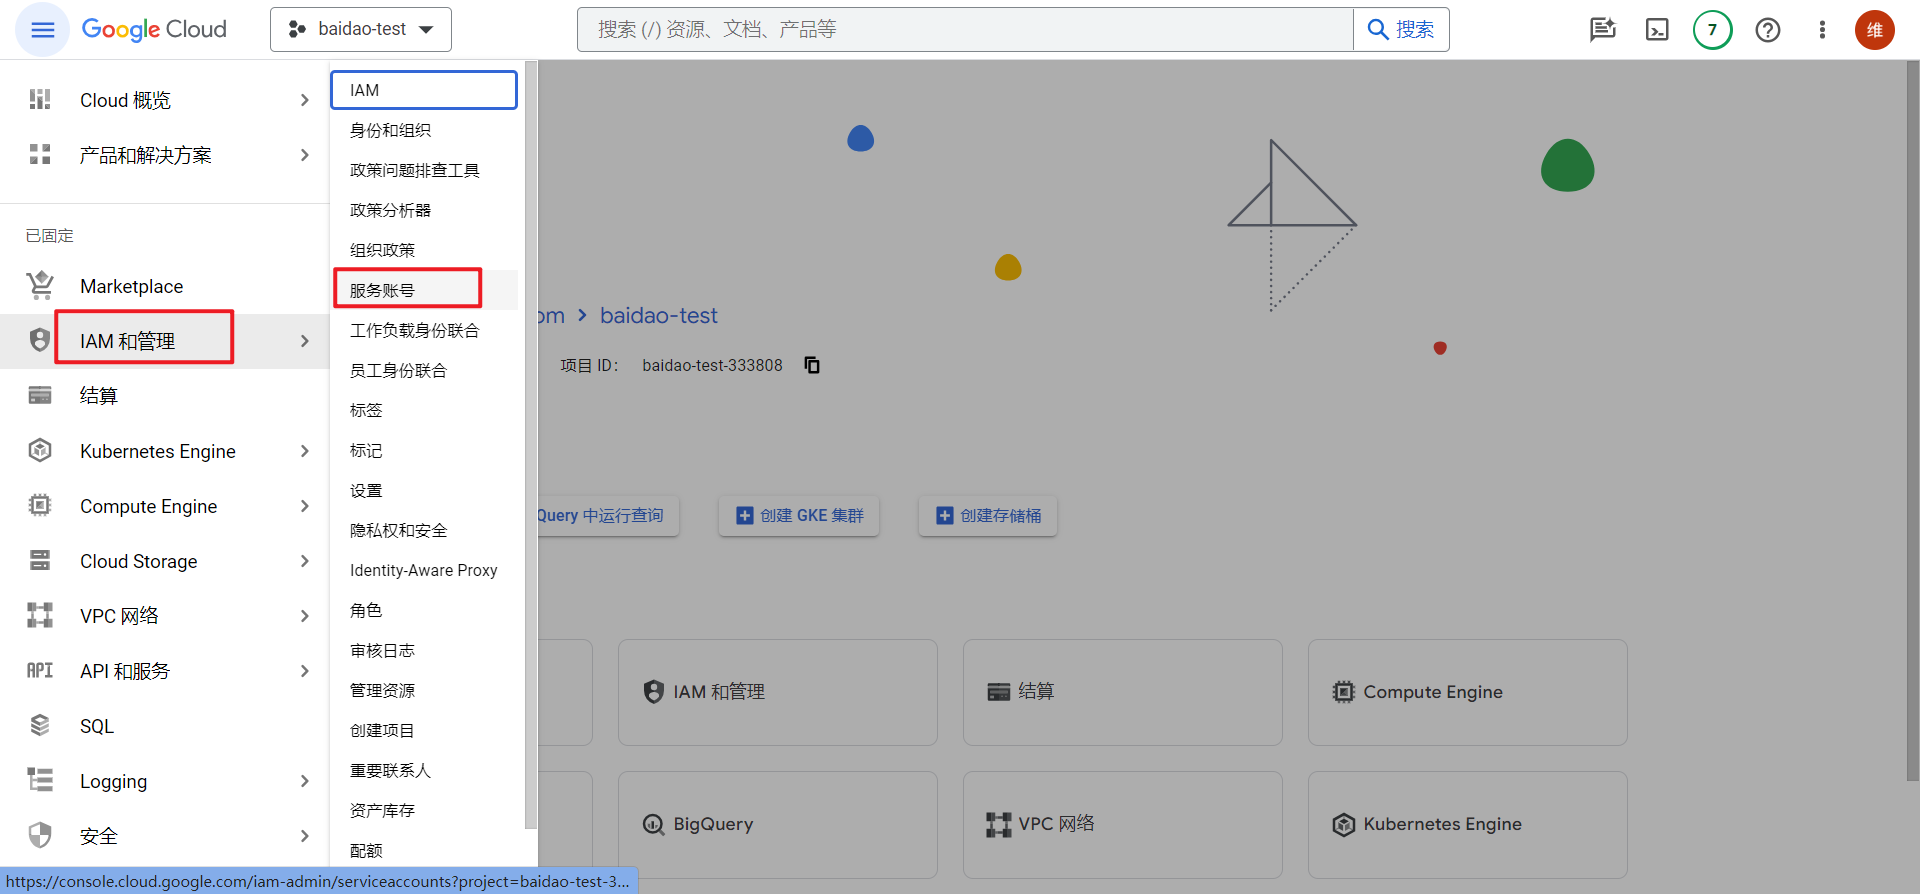 Google Cloud
baidao-test
搜索 (/) 资源、文档、产品等
搜索
7
维
Cloud 概览
产品和解决方案
已固定
Marketplace
IAM 和管理
结算
Kubernetes Engine
Compute Engine
Cloud Storage
VPC 网络
API API 和服务
SQL
Logging
安全
IAM
身份和组织
政策问题排查工具
政策分析器
组织政策
服务账号
工作负载身份联合
员工身份联合
标签
标记
设置
隐私权和安全
Identity-Aware Proxy
角色
审核日志
管理资源
创建项目
重要联系人
资产库存
配额
om > baidao-test
项目 ID： baidao-test-333808
Query 中运行查询
创建 GKE 集群
创建存储桶
IAM 和管理
结算
Compute Engine
BigQuery
VPC 网络
Kubernetes Engine
https://console.cloud.google.com/iam-admin/serviceaccounts?project=baidao-test-3...